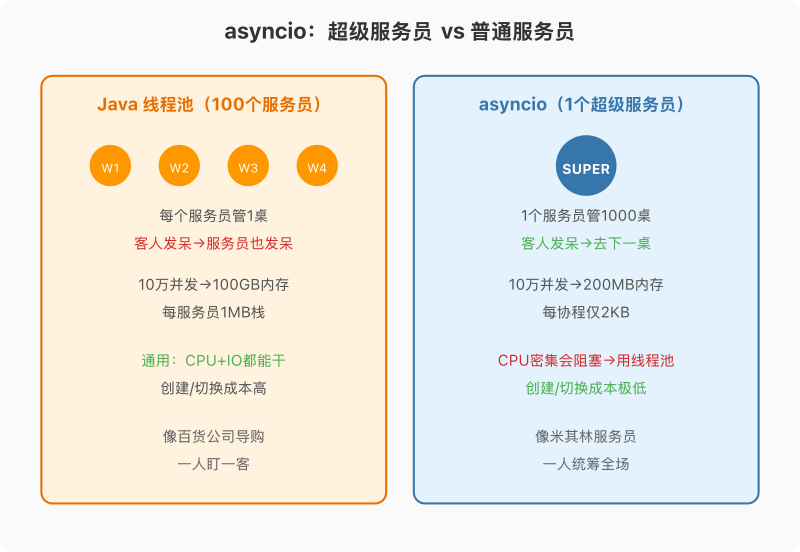 asyncio：超级服务员 vs 普通服务员
Java 线程池（100个服务员）
W1 W2 W3 W4
每个服务员管1桌
客人发呆→服务员也发呆
10万并发→100GB内存
每服务员1MB栈
通用：CPU+IO都能干
创建/切换成本高
像百货公司导购
一人盯一客
asyncio（1个超级服务员）
SUPER
1个服务员管1000桌
客人发呆→去下一桌
10万并发→200MB内存
每协程仅2KB
CPU密集会阻塞→用线程池
创建/切换成本极低
像米其林服务员
一人统筹全场